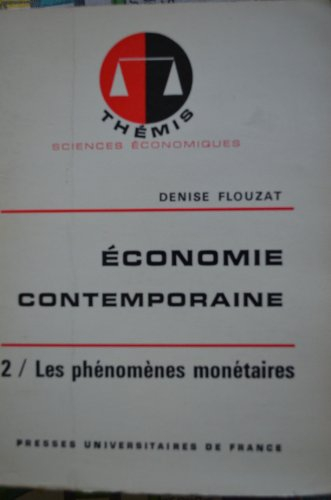 THÉMIS
SCIENCES ÉCONOMIQUES
DENISE FLOUZAT
ÉCONOMIE
CONTEMPORAINE
2 / Les phénomènes monétaires
PRESSES UNIVERSITAIRES DE FRANCE